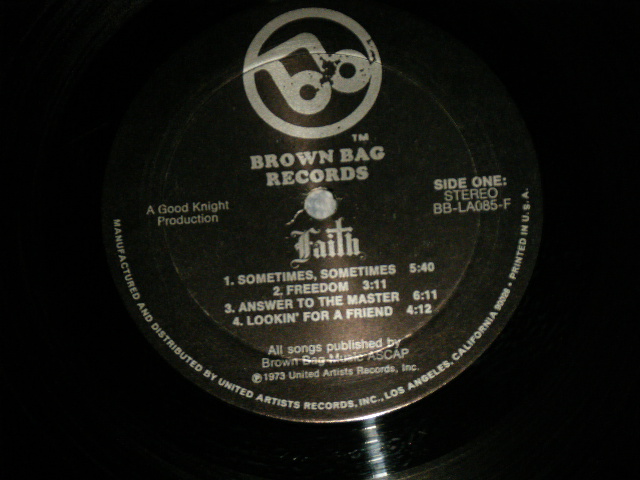 TM
BROWN BAG
RECORDS
A Good Knight
Production
SIDE ONE:
STEREO
BB-LA085-F
Faith
1. SOMETIMES, SOMETIMES 5:40
2. FREEDOM 3:11
3. ANSWER TO THE MASTER 6:11
4. LOOKIN' FOR A FRIEND 4:12
All songs published by
Brown Bag Music ASCAP
℗1973 United Artists Records, Inc.
MANUFACTURED AND DISTRIBUTED BY UNITED ARTISTS RECORDS, INC., LOS ANGELES, CALIFORNIA 90028 • PRINTED IN U.S.A.